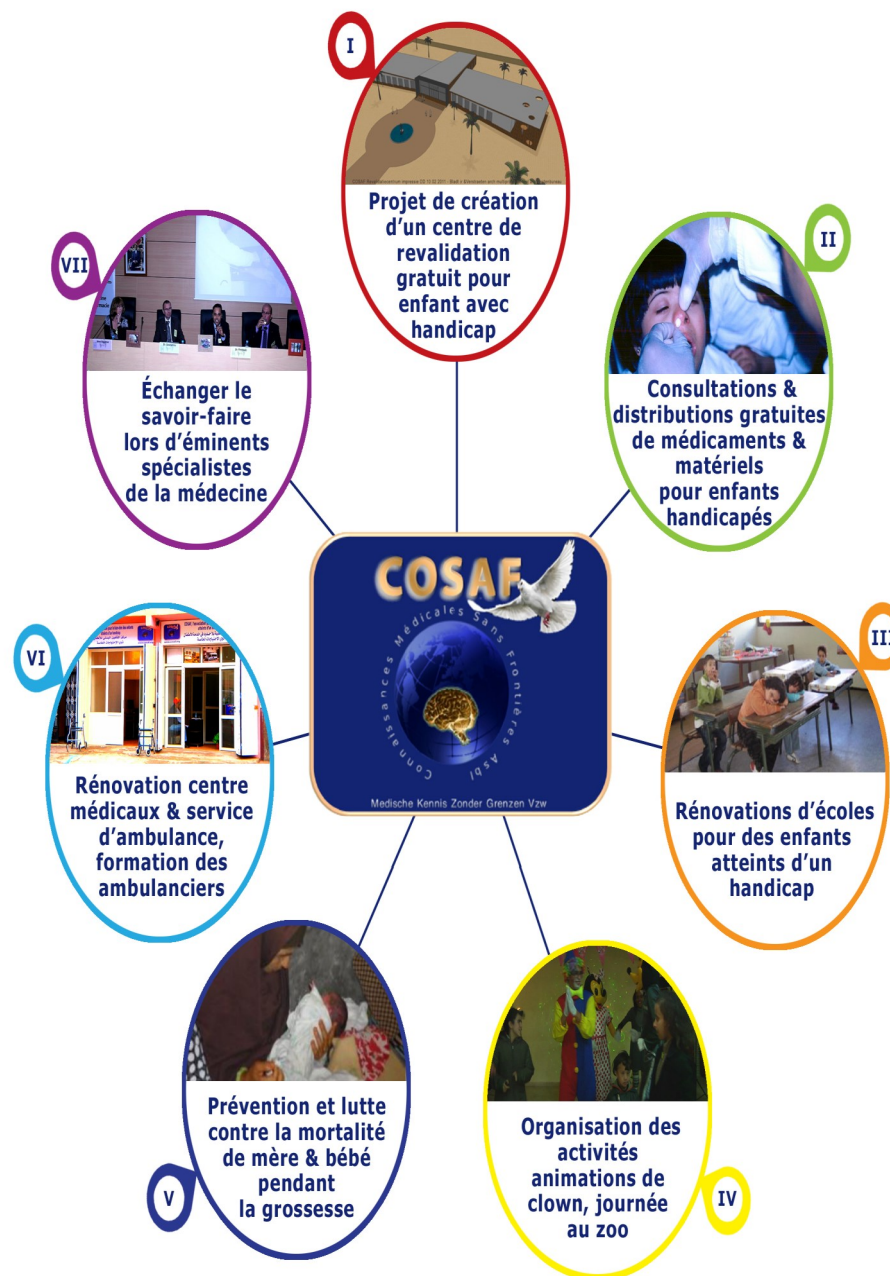 I
Projet de création
d’un centre de
revalidation
gratuit pour
enfant avec
handicap
II
Consultations &
distributions gratuites
de médicaments &
matériels
pour enfants
handicapés
III
Rénovations d’écoles
pour des enfants
atteints d’un
handicap
IV
Organisation des
activités
animations de
clown, journée
au zoo
V
Prévention et lutte
contre la mortalité
de mère & bébé
pendant
la grossesse
VI
Rénovation centre
médicaux & service
d’ambulance,
formation des
ambulanciers
VII
Échanger le
savoir-faire
lors d’éminents
spécialistes
de la médecine
COSAF
Connaissances Médicales Sans Frontières Asbl
Medische Kennis Zonder Grenzen Vzw